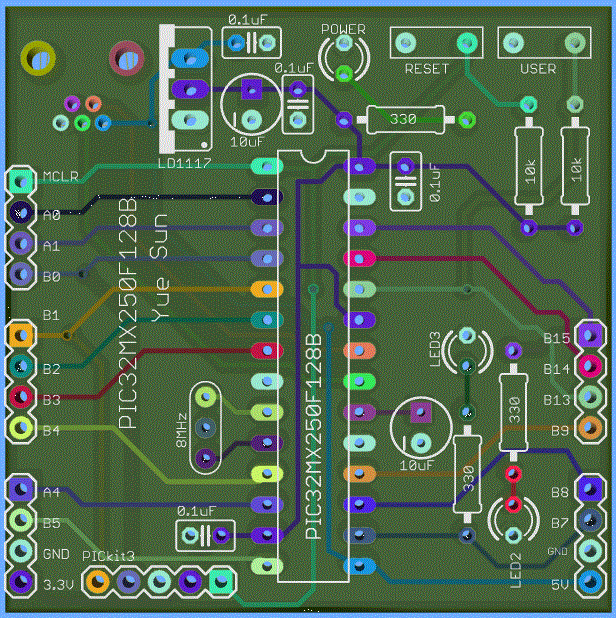 0.1uF
POWER
RESET
USER
0.1uF
10uF
330
LD1117
10k
10k
0.1uF
MCLR
A0
A1
B0
B1
B2
B3
B4
A4
B5
GND
3.3V
PIC32MX250F128B
Yue Sun
8MHz
0.1uF
PICkit3
PIC32MX250F128B
LED3
10uF
330
330
LED2
B15
B14
B13
B9
B8
B7
GND
5V